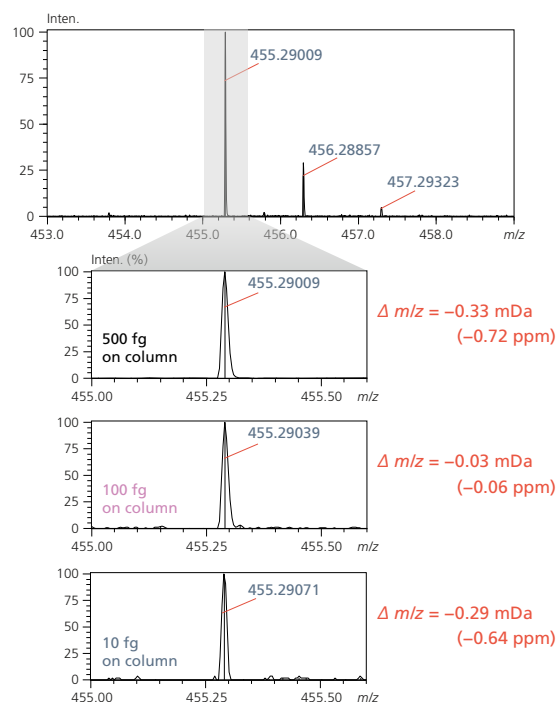 Inten.
100
455.29009
75
50
456.28857
25
457.29323
0
453.0 454.0 455.0 456.0 457.0 458.0 m/z
Inten. (%)
100
455.29009
75
50
25
0
500 fg
on column
455.00 455.25 455.50 m/z
Δ m/z = −0.33 mDa
(−0.72 ppm)
100
455.29039
75
50
25
0
100 fg
on column
455.00 455.25 455.50 m/z
Δ m/z = −0.03 mDa
(−0.06 ppm)
100
455.29071
75
50
25
0
10 fg
on column
455.00 455.25 455.50 m/z
Δ m/z = −0.29 mDa
(−0.64 ppm)